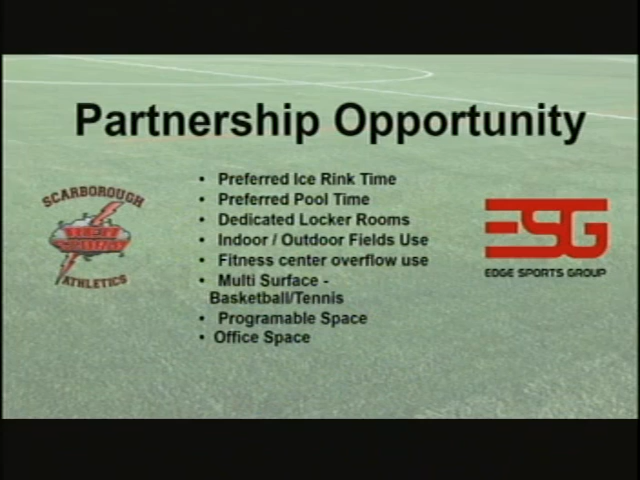 Partnership Opportunity
• Preferred Ice Rink Time
• Preferred Pool Time
• Dedicated Locker Rooms
• Indoor / Outdoor Fields Use
• Fitness center overflow use
• Multi Surface -
Basketball/Tennis
• Programable Space
• Office Space
SCARBOROUGH
ATHLETICS
ESG
EDGE SPORTS GROUP